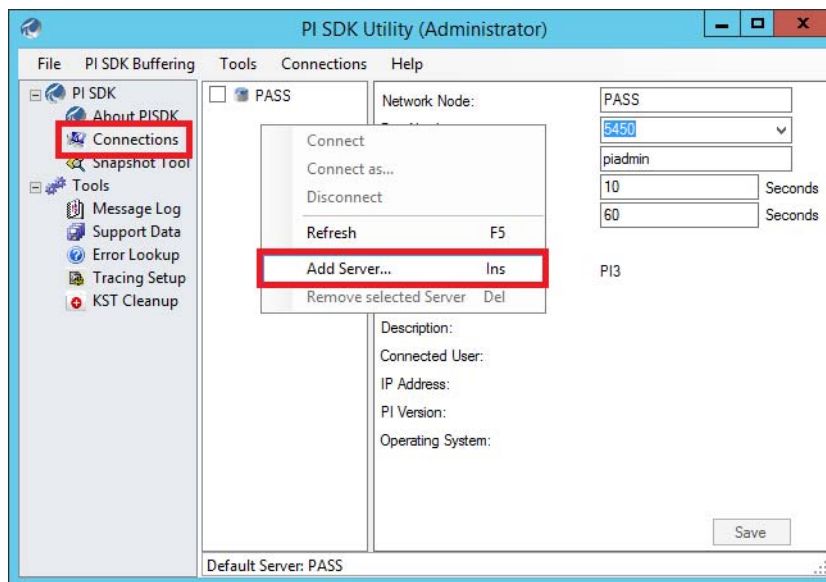 PI SDK Utility (Administrator)
File PI SDK Buffering Tools Connections Help
PI SDK
About PISDK
Connections
Snapshot Tool
Tools
Message Log
Support Data
Error Lookup
Tracing Setup
KST Cleanup
PASS
Connect
Connect as...
Disconnect
Refresh F5
Add Server... Ins
Remove selected Server Del
Network Node: PASS
5450
piadmin
10 Seconds
60 Seconds
PI3
Description:
Connected User:
IP Address:
PI Version:
Operating System:
Save
Default Server: PASS